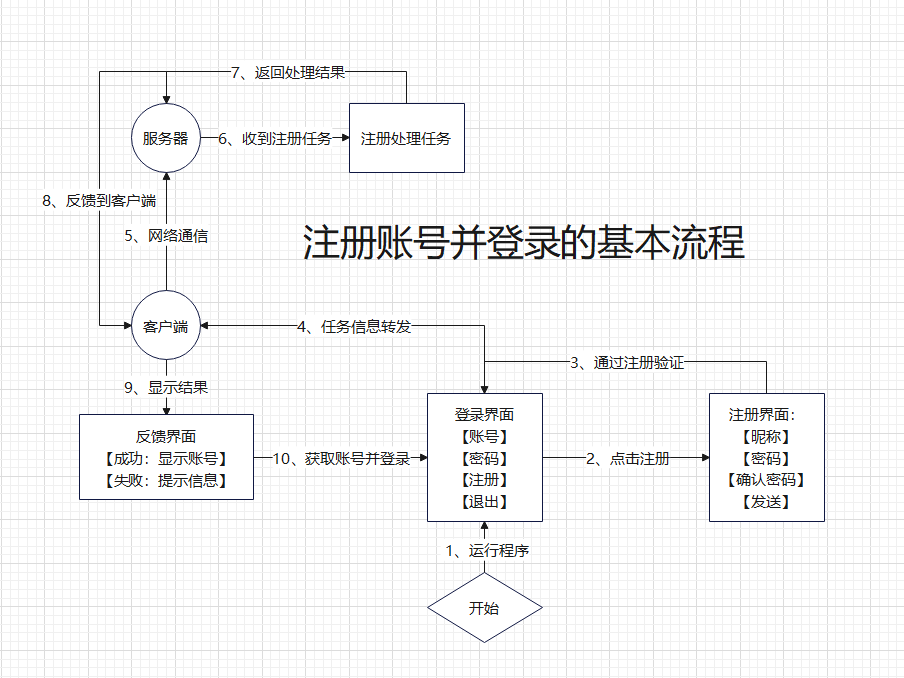 7、返回处理结果
服务器
6、收到注册任务
注册处理任务
8、反馈到客户端
5、网络通信
注册账号并登录的基本流程
客户端
4、任务信息转发
3、通过注册验证
9、显示结果
反馈界面
【成功：显示账号】
【失败：提示信息】
10、获取账号并登录
登录界面
【账号】
【密码】
【注册】
【退出】
2、点击注册
注册界面：
【昵称】
【密码】
【确认密码】
【发送】
1、运行程序
开始